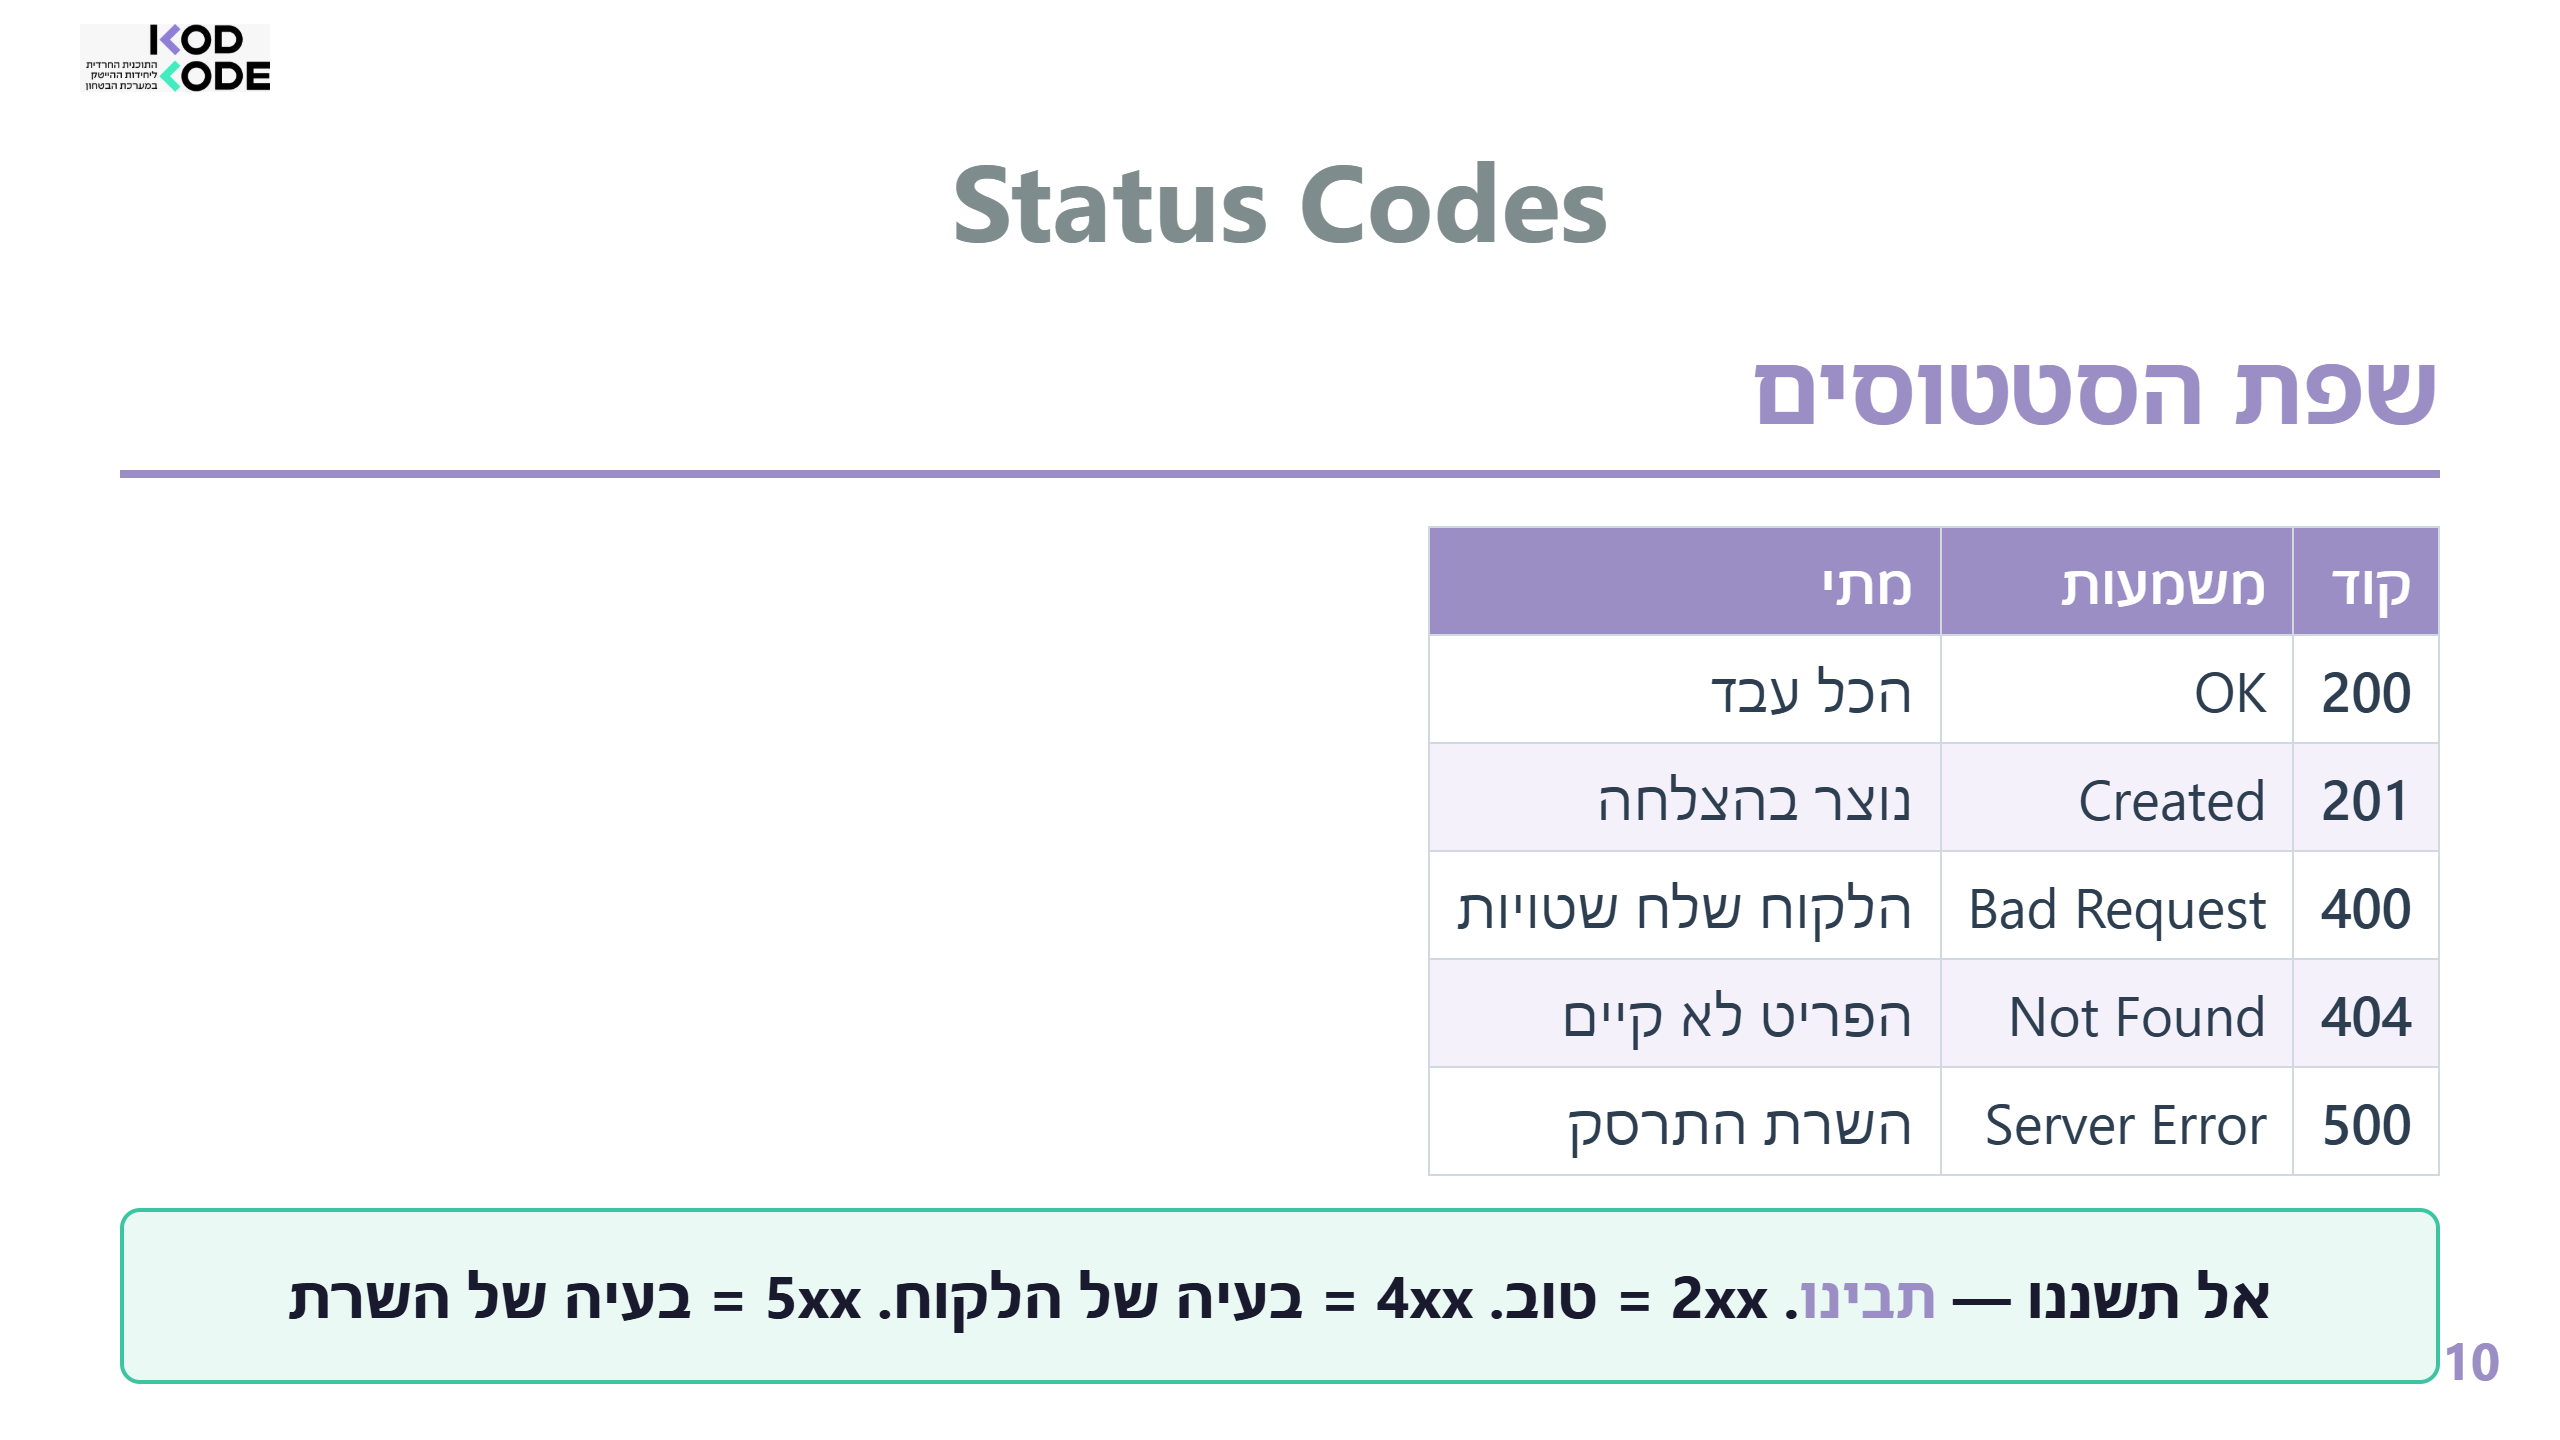 KOD
KODE
התוכנית החרדית
ליחידות ההייטק
במערכת הבטחון
Status Codes
שפת הסטטוסים
קוד משמעות מתי
200 OK הכל עבד
201 Created נוצר בהצלחה
400 Bad Request הלקוח שלח שטויות
404 Not Found הפריט לא קיים
500 Server Error השרת התרסק
אל תשננו — תבינו. 2xx = טוב. 4xx = בעיה של הלקוח. 5xx = בעיה של השרת
10